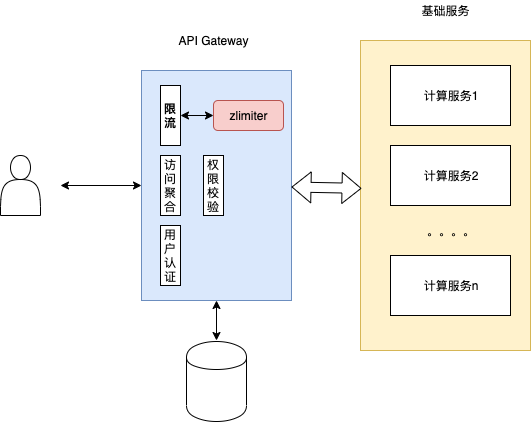 基础服务
API Gateway
限流
zlimiter
访问聚合
权限校验
用户认证
计算服务1
计算服务2
。。。。
计算服务n